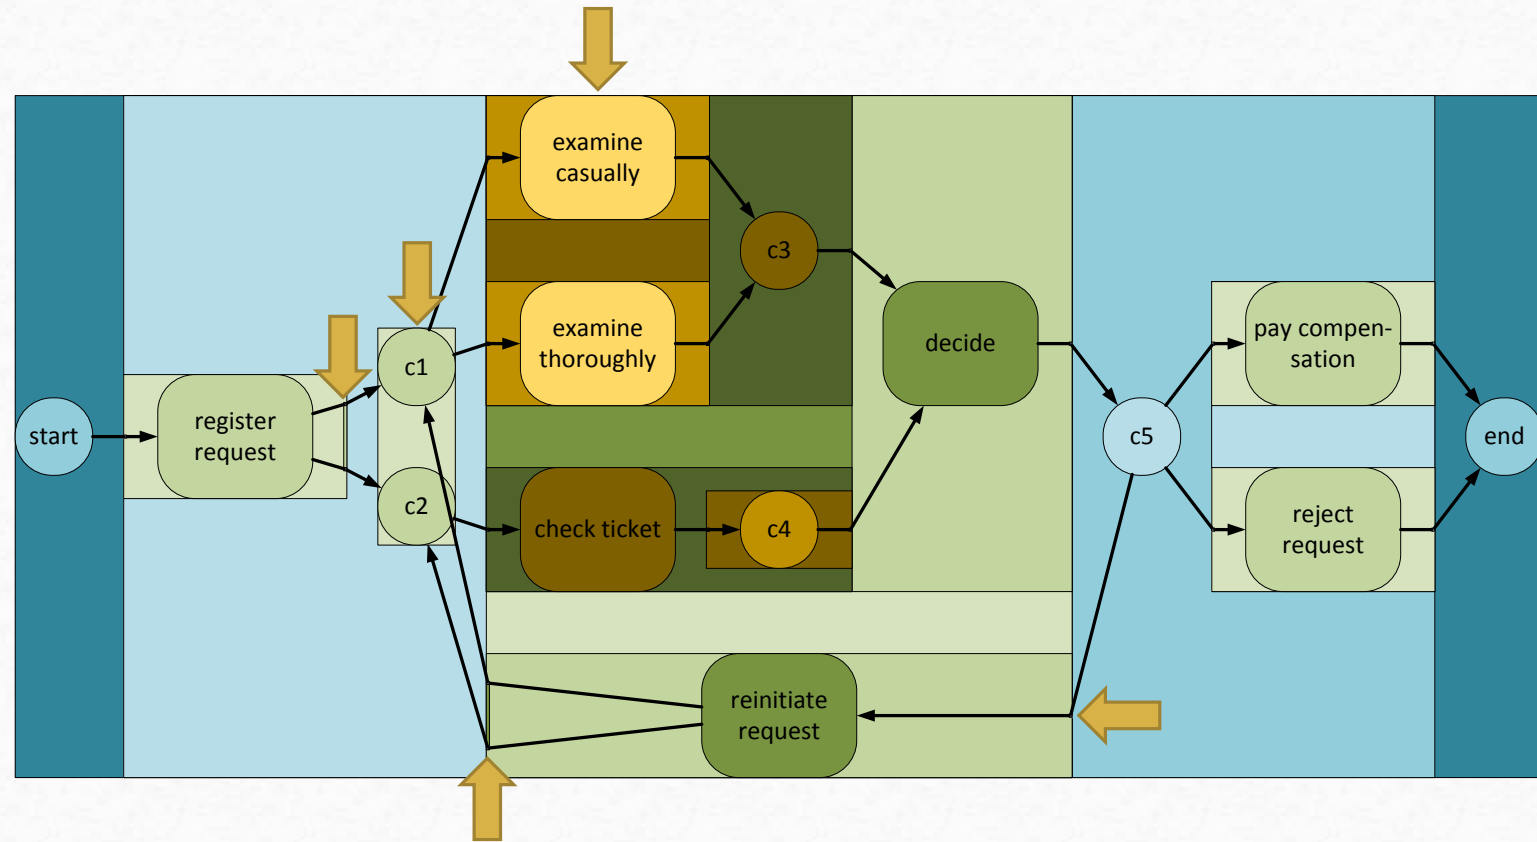 start
register
request
c1
c2
examine
casually
examine
thoroughly
check ticket
c3
c4
decide
reinitiate
request
c5
pay compen-
sation
reject
request
end